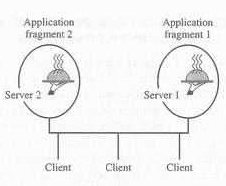 Application
fragment 2
Application
fragment 1
Server 2
Server 1
Client
Client
Client